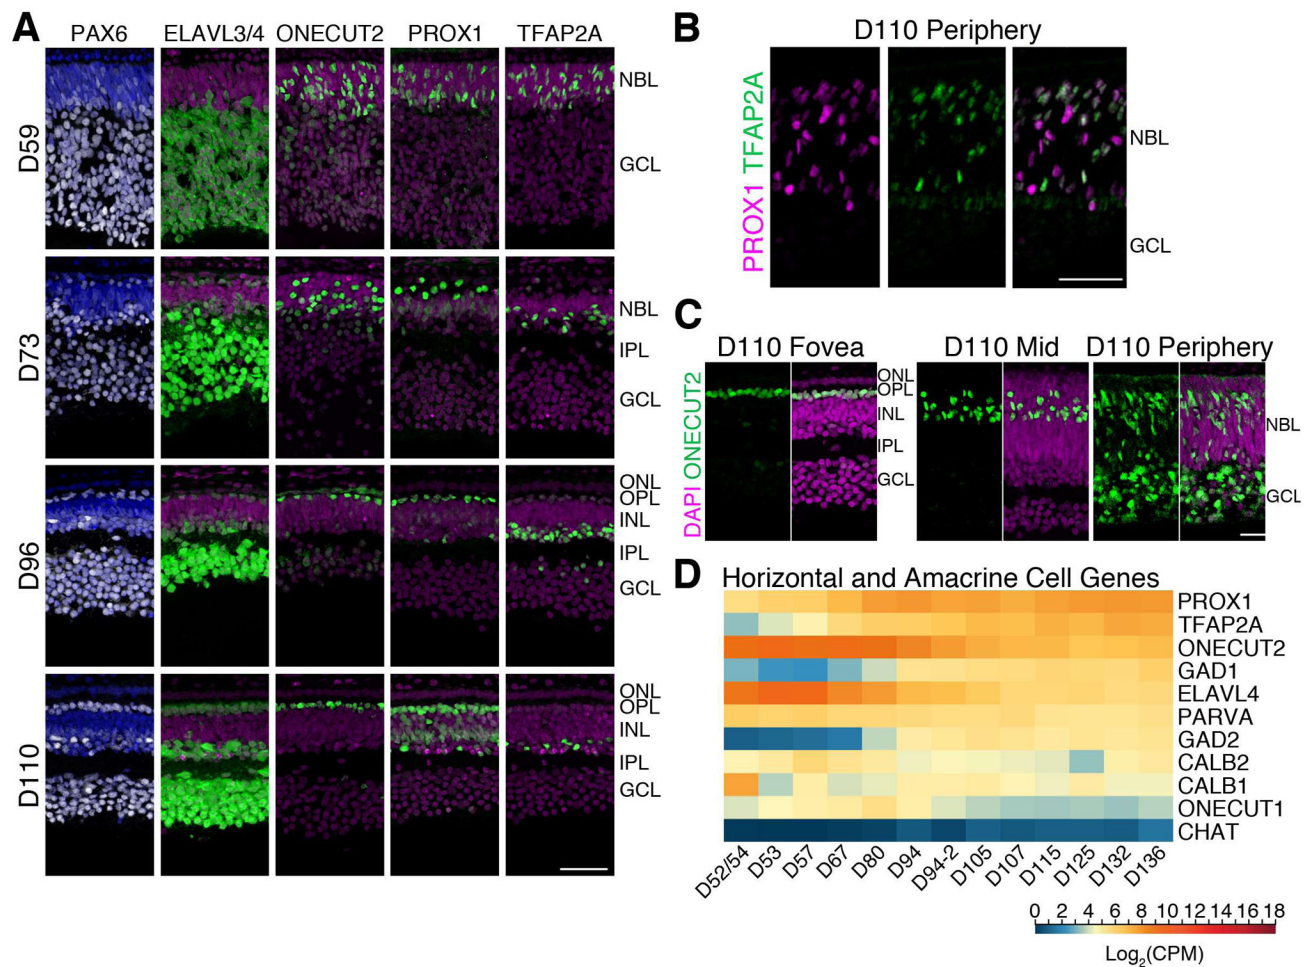 A
PAX6 ELAVL3/4 ONECUT2 PROX1 TFAP2A
D59
NBL
GCL
D73
NBL
IPL
GCL
D96
ONL
OPL
INL
IPL
GCL
D110
ONL
OPL
INL
IPL
GCL
B
D110 Periphery
PROX1 TFAP2A
NBL
GCL
C
D110 Fovea D110 Mid D110 Periphery
DAPI ONECUT2
ONL
OPL
INL
IPL
GCL
NBL
GCL
D
Horizontal and Amacrine Cell Genes
PROX1
TFAP2A
ONECUT2
GAD1
ELAVL4
PARVA
GAD2
CALB2
CALB1
ONECUT1
CHAT
D52/54 D53 D57 D67 D80 D94 D94-2 D105 D107 D115 D125 D132 D136
0 2 4 6 8 10 12 14 16 18
Log2(CPM)